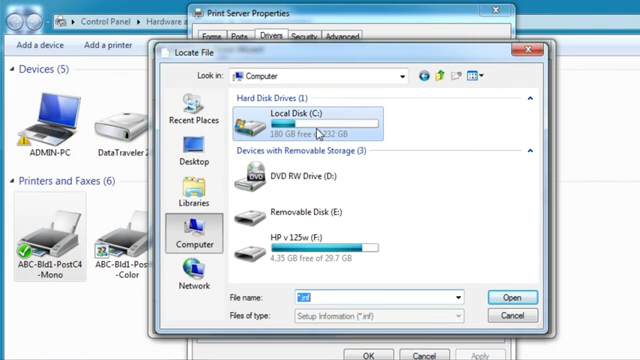 Print Server Properties
Control Panel
Hardware a
Forms Ports Drivers Security Advanced
Add a device Add a printer
Locate File
Look in: Computer
Devices (5)
ADMIN-PC
DataTraveler 2
Printers and Faxes (6)
ABC-Bld1-PostC4
-Mono
ABC-Bld1-Pos
-Color
Recent Places
Desktop
Libraries
Computer
Network
Hard Disk Drives (1)
Local Disk (C:)
180 GB free of 232 GB
Devices with Removable Storage (3)
DVD
DVD RW Drive (D:)
Removable Disk (E:)
HP v 125w (F:)
4.35 GB free of 29.7 GB
File name: *.inf Open
Files of type: Setup Information (*.inf) Cancel
OK Cancel Apply